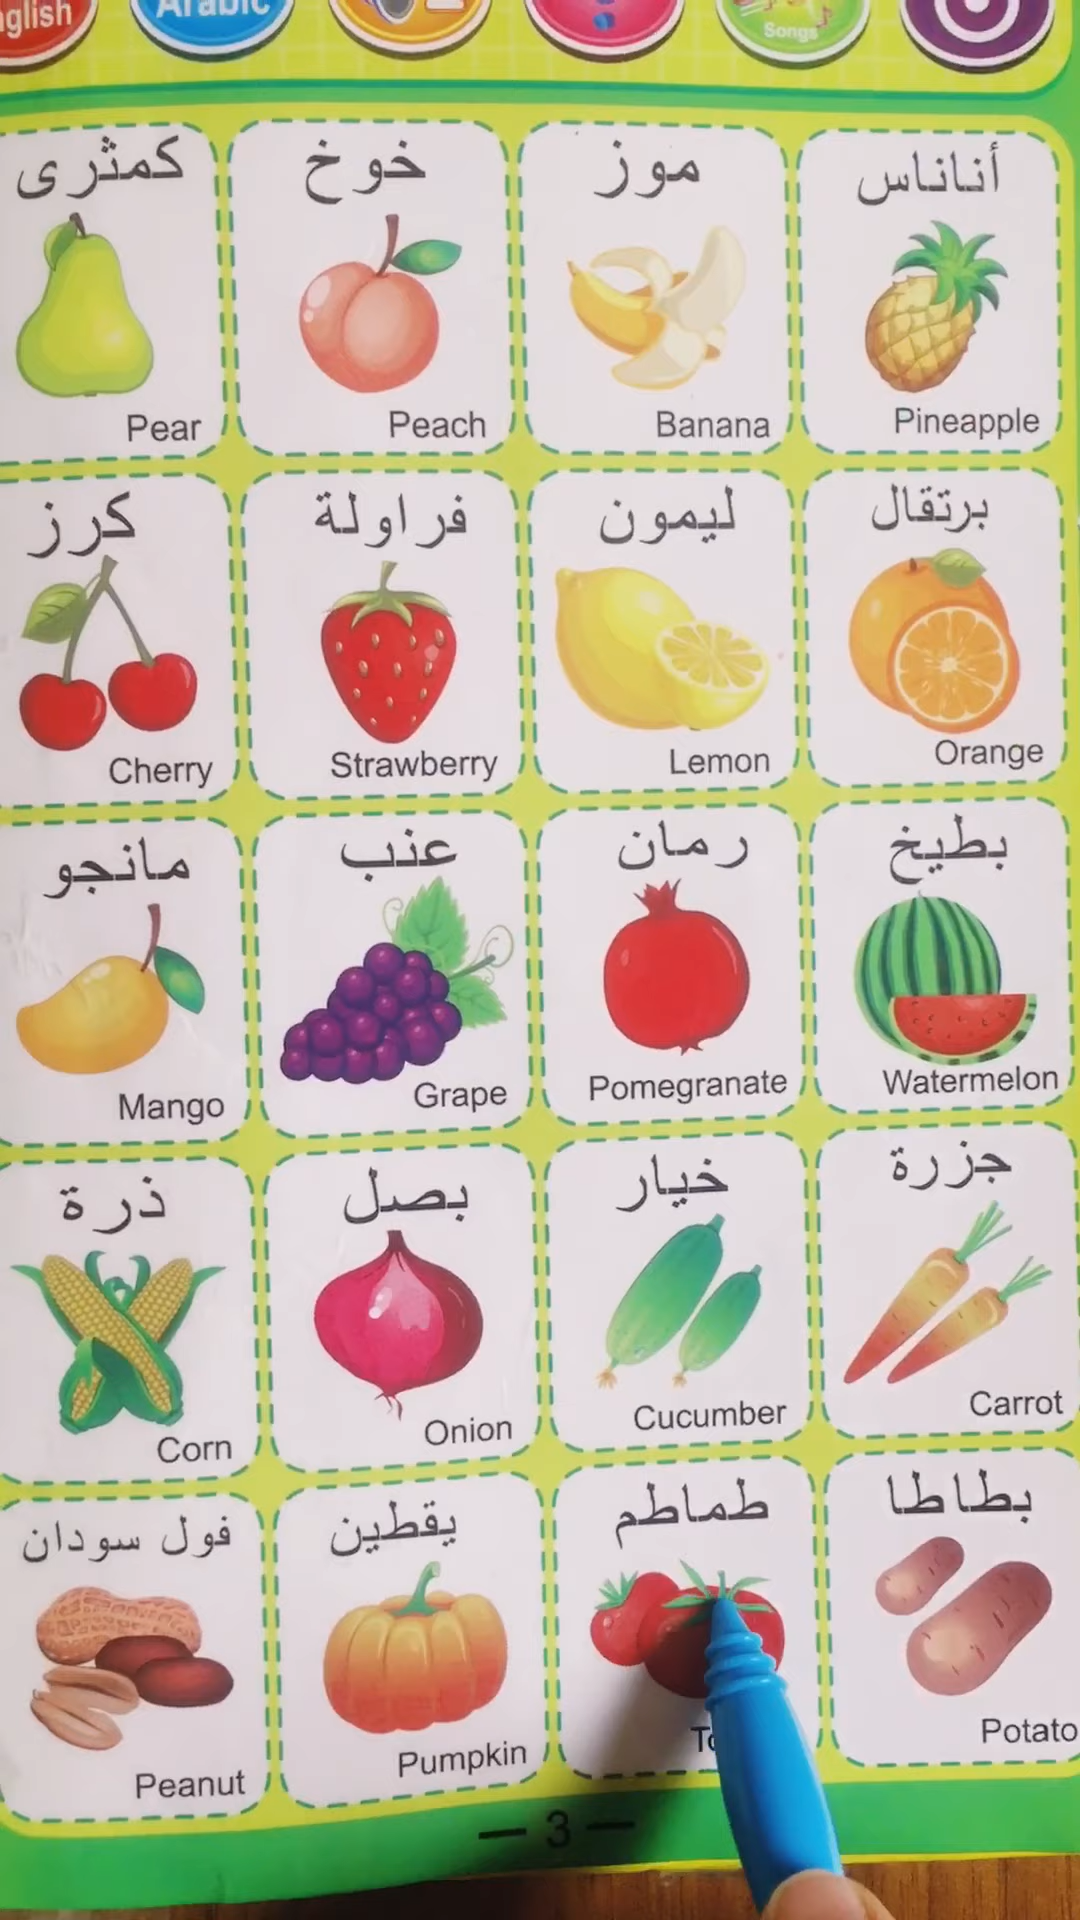 Arabic
Songs
كمثرى
خوخ
موز
أناناس
Pear
Peach
Banana
Pineapple
كرز
فراولة
ليمون
برتقال
Cherry
Strawberry
Lemon
Orange
مانجو
عنب
رمان
بطيخ
Mango
Grape
Pomegranate
Watermelon
ذرة
بصل
خيار
جزرة
Corn
Onion
Cucumber
Carrot
فول سودان
يقطين
طماطم
بطاطا
Peanut
Pumpkin
Potato
— 3 —